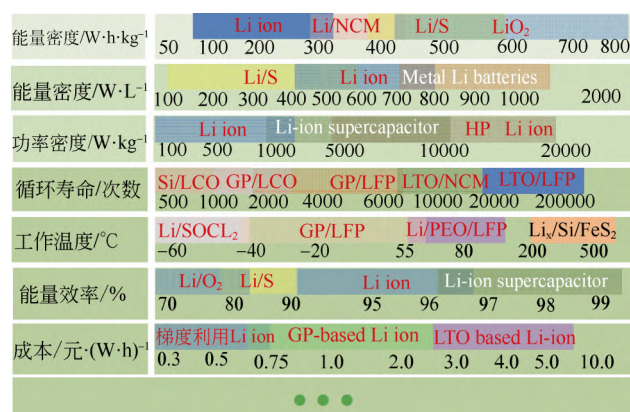 能量密度/W·h·kg⁻¹ Li ion Li/NCM Li/S LiO₂
50 100 200 300 400 500 600 700 800
能量密度/W·L⁻¹ Li/S Li ion Metal Li batteries
100 200 300 400 500 600 700 800 900 1000 2000
功率密度/W·kg⁻¹ Li ion Li-ion supercapacitor HP Li ion
100 500 1000 5000 10000 20000
循环寿命/次数 Si/LCO GP/LCO GP/LFP LTO/NCM LTO/LFP
500 1000 2000 4000 6000 10000 20000 200000
工作温度/℃ Li/SOCL₂ GP/LFP Li/PEO/LFP Liₓ/Si/FeS₂
–60 –40 –20 55 80 200 500
能量效率/% Li/O₂ Li/S Li ion Li-ion supercapacitor
70 80 90 95 96 97 98 99
成本/元·(W·h)⁻¹ 梯度利用Li ion GP-based Li ion LTO based Li-ion
0.3 0.5 0.75 1.0 2.0 3.0 4.0 5.0 10.0